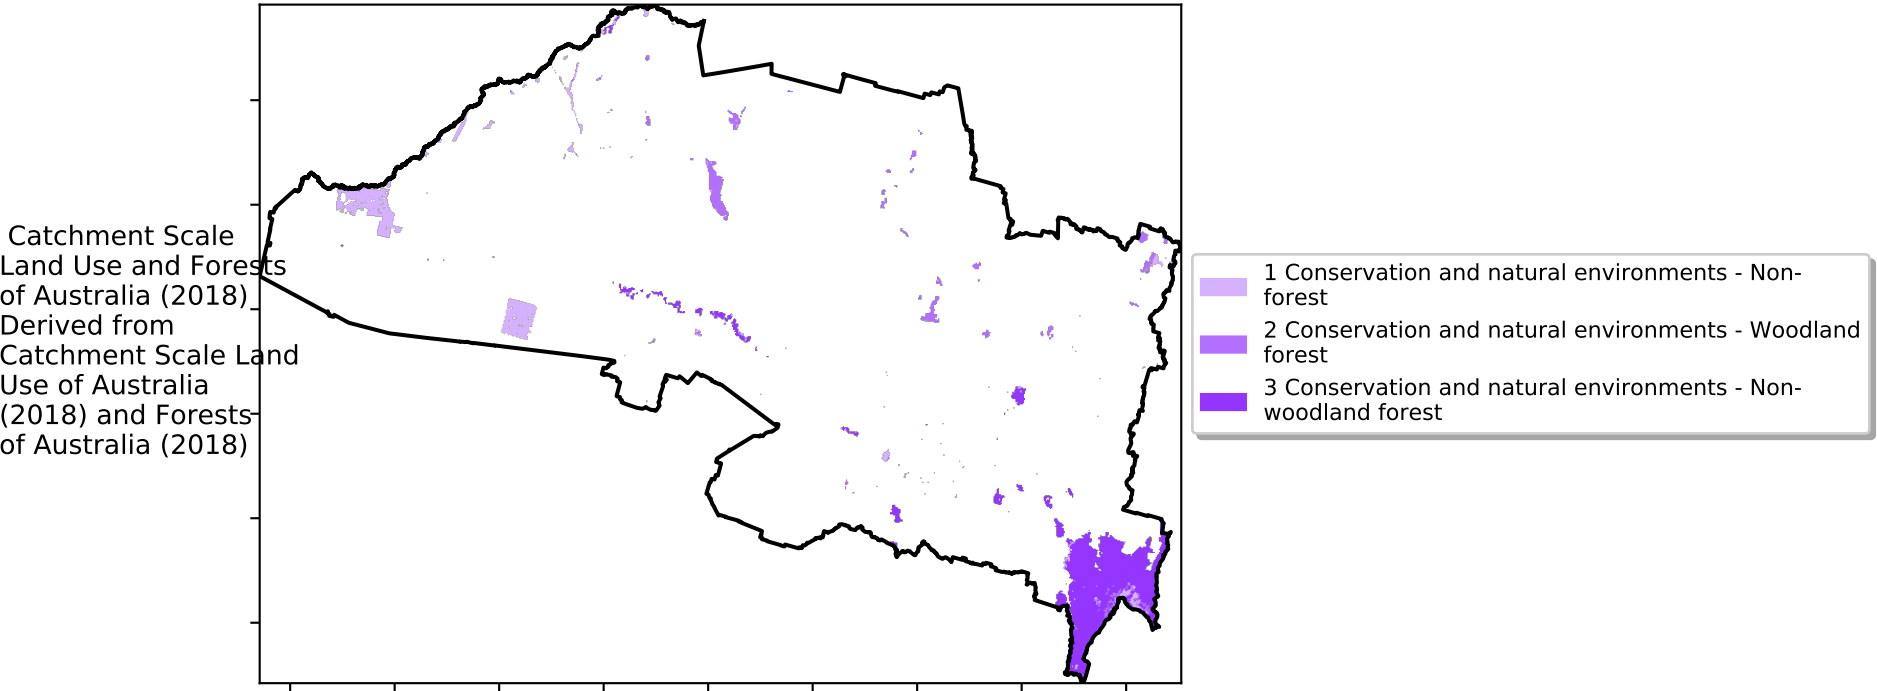 Catchment Scale
Land Use and Forests
of Australia (2018)
Derived from
Catchment Scale Land
Use of Australia
(2018) and Forests
of Australia (2018)
1 Conservation and natural environments - Non-
forest
2 Conservation and natural environments - Woodland
forest
3 Conservation and natural environments - Non-
woodland forest